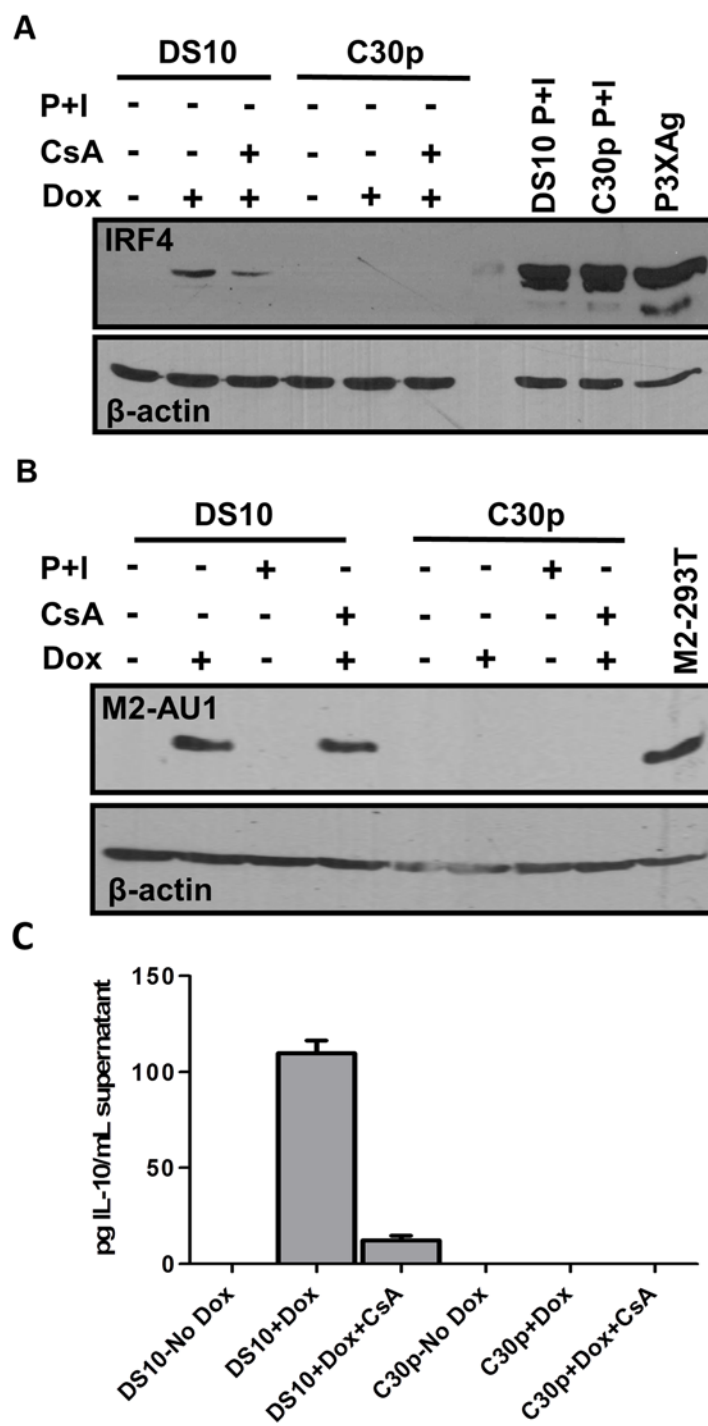 A
DS10 C30p
P+I - - - - - -
CsA - - + - - +
Dox - + + - + +
DS10 P+I
C30p P+I
P3XAg
IRF4
β-actin
B
DS10 C30p
P+I - - + - - - + -
CsA - - - + - - - +
Dox - + - + - + - +
M2-293T
M2-AU1
β-actin
C
pg IL-10/mL supernatant
150
100
50
0
DS10-No Dox
DS10+Dox
DS10+Dox+CsA
C30p-No Dox
C30p+Dox
C30p+Dox+CsA